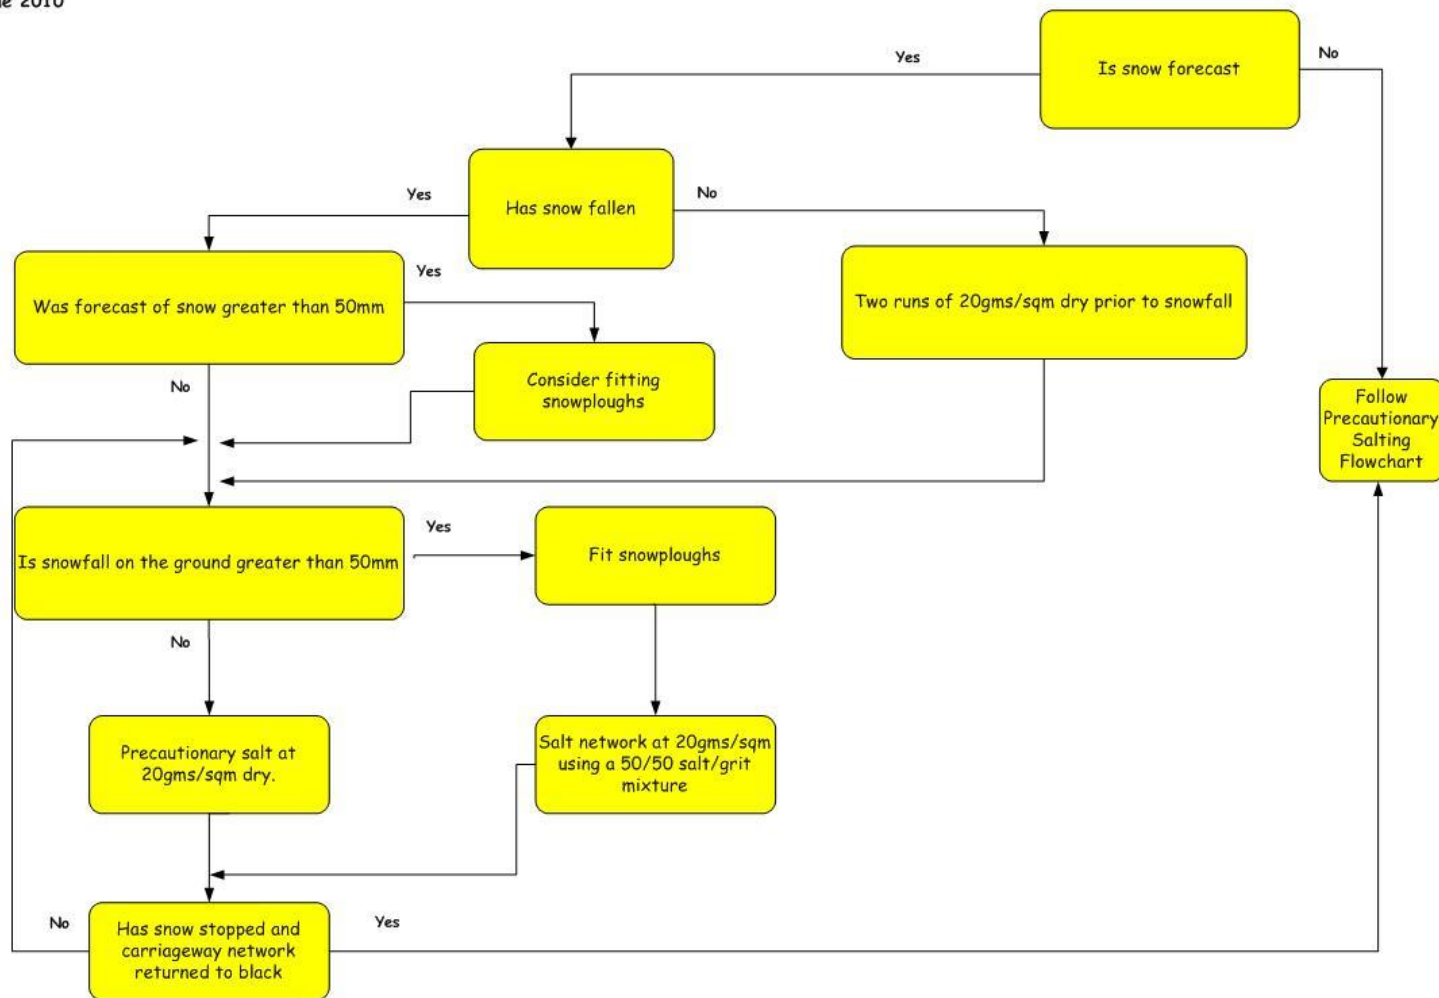 2010
Is snow forecast
Yes
No
Has snow fallen
Yes
No
Was forecast of snow greater than 50mm
Yes
No
Two runs of 20gms/sqm dry prior to snowfall
Consider fitting
snowploughs
Follow
Precautionary
Salting
Flowchart
Is snowfall on the ground greater than 50mm
Yes
No
Fit snowploughs
Precautionary salt at
20gms/sqm dry.
Salt network at 20gms/sqm
using a 50/50 salt/grit
mixture
Has snow stopped and
carriageway network
returned to black
No
Yes